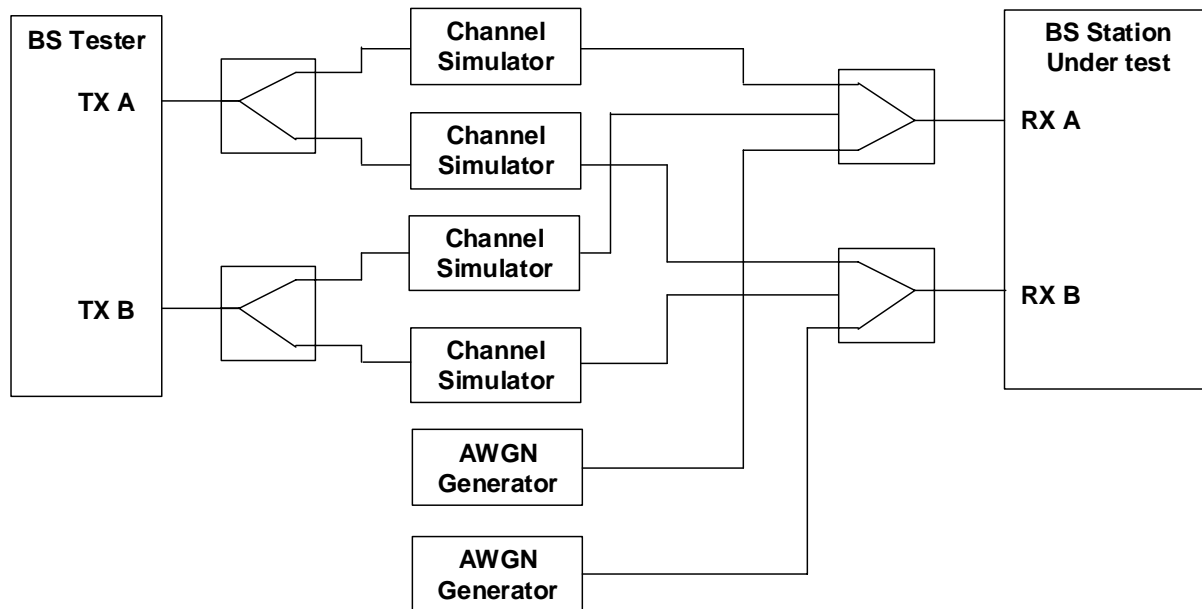 BS Tester
TX A
TX B
Channel
Simulator
Channel
Simulator
Channel
Simulator
Channel
Simulator
AWGN
Generator
AWGN
Generator
BS Station
Under test
RX A
RX B